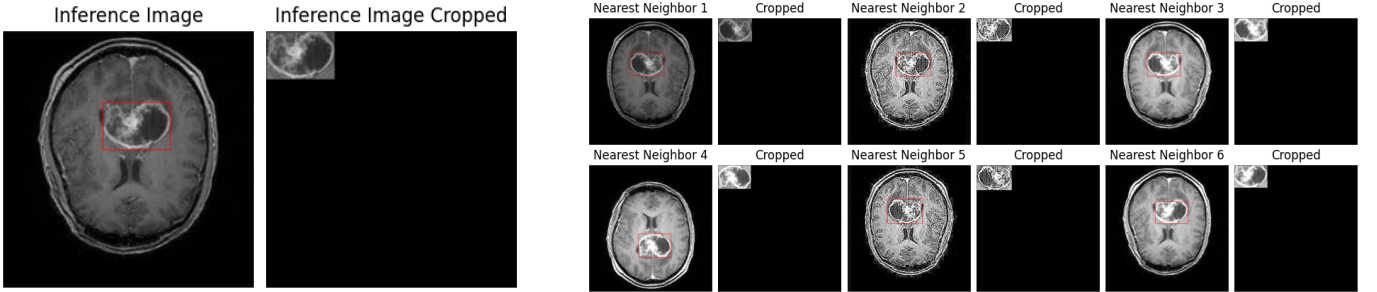 Inference Image
Inference Image Cropped
Nearest Neighbor 1
Cropped
Nearest Neighbor 2
Cropped
Nearest Neighbor 3
Cropped
Nearest Neighbor 4
Cropped
Nearest Neighbor 5
Cropped
Nearest Neighbor 6
Cropped